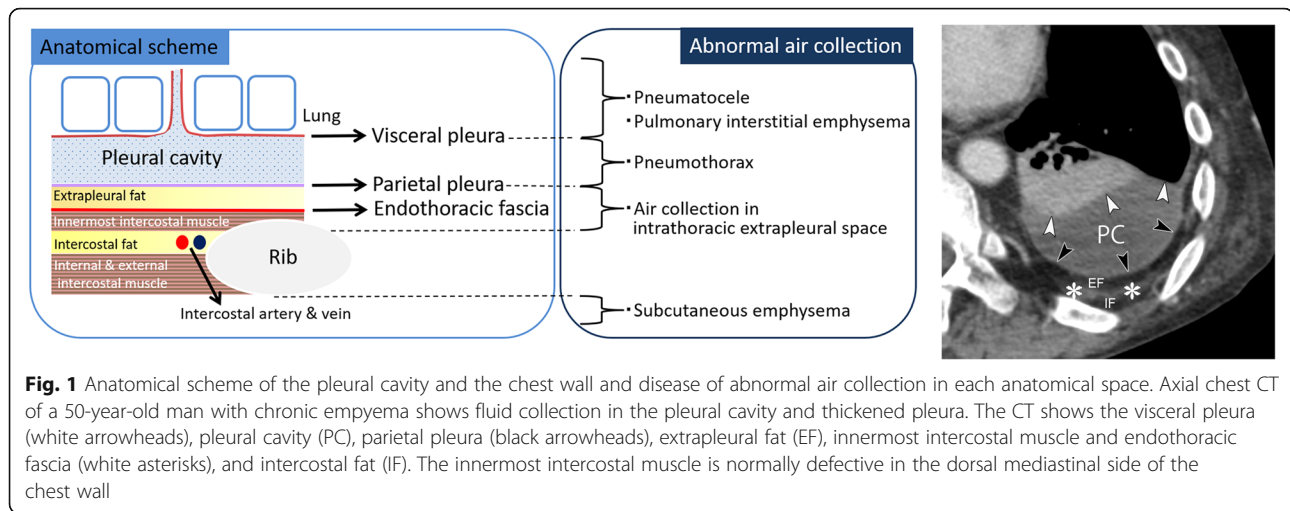 Anatomical scheme
Abnormal air collection
Lung
Visceral pleura
Pleural cavity
Parietal pleura
Extrapleural fat
Endothoracic fascia
Innermost intercostal muscle
Intercostal fat
Rib
Internal & external
intercostal muscle
Intercostal artery & vein
・Pneumatocele
・Pulmonary interstitial emphysema
・Pneumothorax
・Air collection in
intrathoracic extrapleural space
・Subcutaneous emphysema
PC
EF
IF
Fig. 1 Anatomical scheme of the pleural cavity and the chest wall and disease of abnormal air collection in each anatomical space. Axial chest CT
of a 50-year-old man with chronic empyema shows fluid collection in the pleural cavity and thickened pleura. The CT shows the visceral pleura
(white arrowheads), pleural cavity (PC), parietal pleura (black arrowheads), extrapleural fat (EF), innermost intercostal muscle and endothoracic
fascia (white asterisks), and intercostal fat (IF). The innermost intercostal muscle is normally defective in the dorsal mediastinal side of the
chest wall